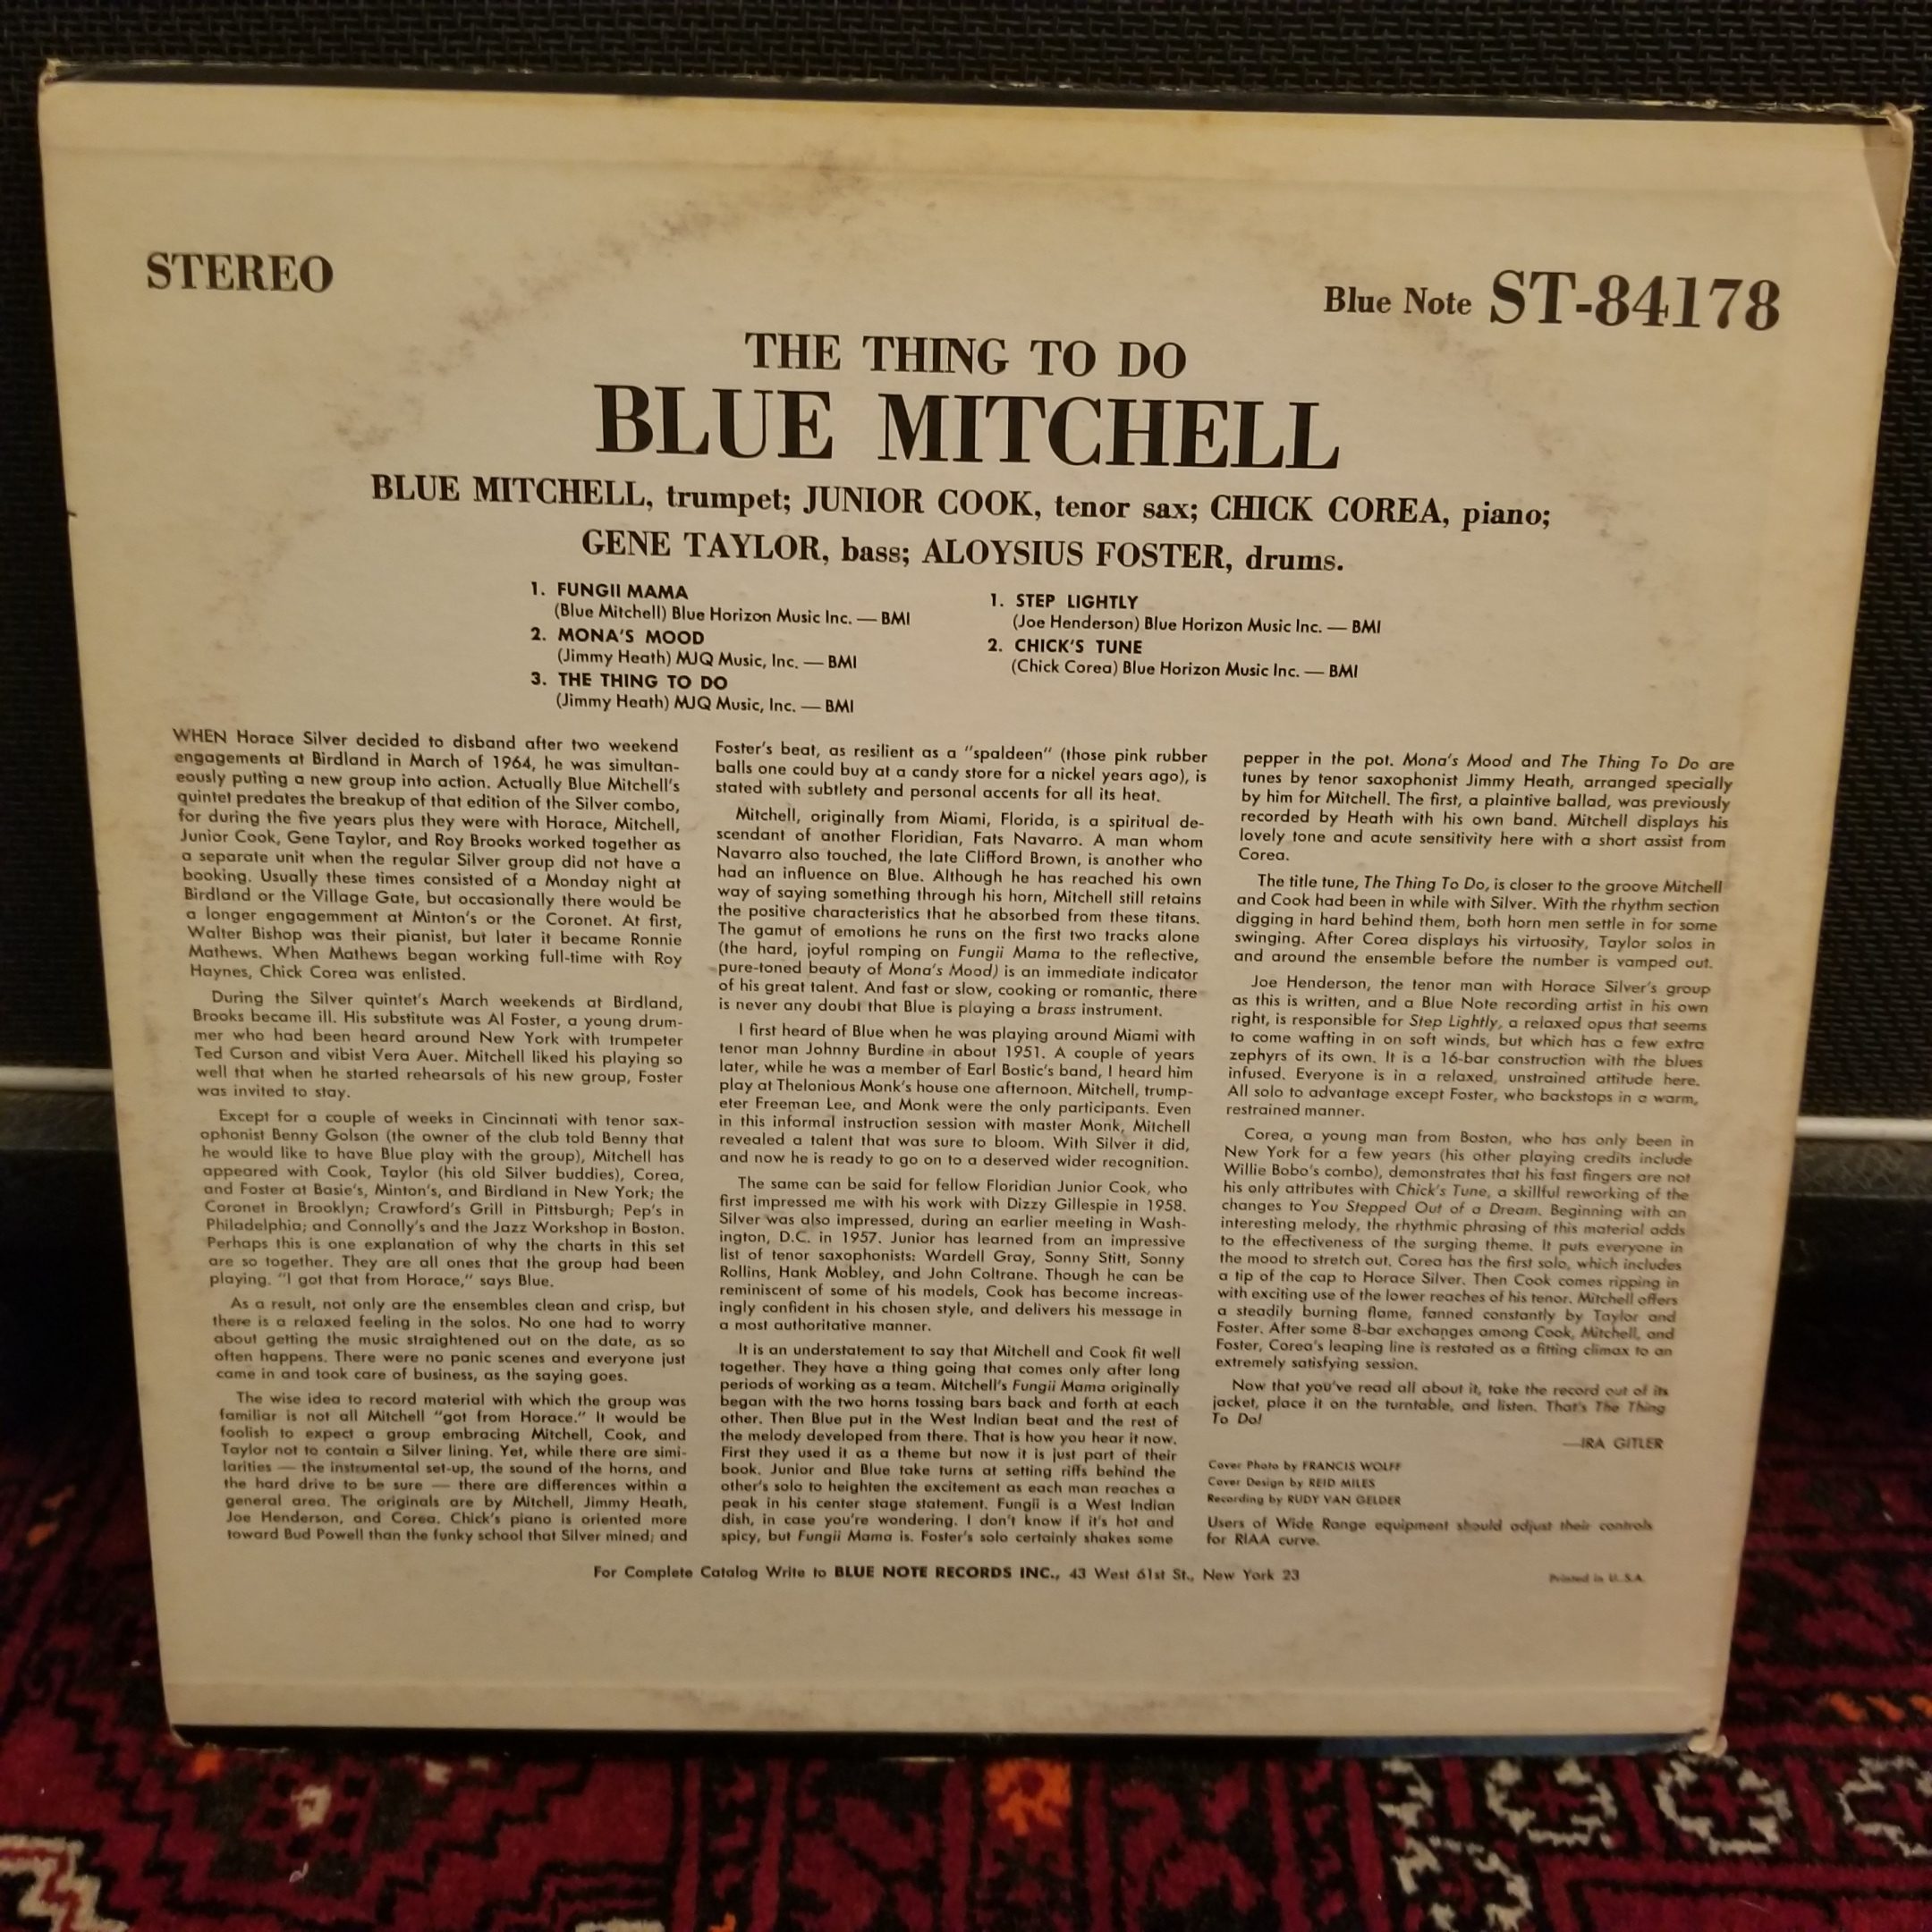 STEREO
Blue Note ST-84178
THE THING TO DO
BLUE MITCHELL
BLUE MITCHELL, trumpet; JUNIOR COOK, tenor sax; CHICK COREA, piano;
GENE TAYLOR, bass; ALOYSIUS FOSTER, drums.
1. FUNGII MAMA
(Blue Mitchell) Blue Horizon Music Inc. — BMI
2. MONA'S MOOD
(Jimmy Heath) MJQ Music, Inc. — BMI
3. THE THING TO DO
(Jimmy Heath) MJQ Music, Inc. — BMI
1. STEP LIGHTLY
(Joe Henderson) Blue Horizon Music Inc. — BMI
2. CHICK'S TUNE
(Chick Corea) Blue Horizon Music Inc. — BMI
WHEN Horace Silver decided to disband after two weekend
engagements at Birdland in March of 1964, he was simultan-
eously putting a new group into action. Actually Blue Mitchell's
quintet predates the breakup of that edition of the Silver combo,
for during the five years plus they were with Horace, Mitchell,
Junior Cook, Gene Taylor, and Roy Brooks worked together as
a separate unit when the regular Silver group did not have a
booking. Usually these times consisted of a Monday night at
Birdland or the Village Gate, but occasionally there would be
a longer engagemment at Minton's or the Coronet. At first,
Walter Bishop was their pianist, but later it became Ronnie
Mathews. When Mathews began working full-time with Roy
Haynes, Chick Corea was enlisted.
During the Silver quintet's March weekends at Birdland,
Brooks became ill. His substitute was Al Foster, a young drum-
mer who had been heard around New York with trumpeter
Ted Curson and vibist Vera Auer. Mitchell liked his playing so
well that when he started rehearsals of his new group, Foster
was invited to stay.
Except for a couple of weeks in Cincinnati with tenor sax-
ophonist Benny Golson (the owner of the club told Benny that
he would like to have Blue play with the group), Mitchell has
appeared with Cook, Taylor (his old Silver buddies), Corea,
and Foster at Basie's, Minton's, and Birdland in New York; the
Coronet in Brooklyn; Crawford's Grill in Pittsburgh; Pep's in
Philadelphia; and Connolly's and the Jazz Workshop in Boston.
Perhaps this is one explanation of why the charts in this set
are so together. They are all ones that the group had been
playing. "I got that from Horace," says Blue.
As a result, not only are the ensembles clean and crisp, but
there is a relaxed feeling in the solos. No one had to worry
about getting the music straightened out on the date, as so
often happens. There were no panic scenes and everyone just
came in and took care of business, as the saying goes.
The wise idea to record material with which the group was
familiar is not all Mitchell "got from Horace." It would be
foolish to expect a group embracing Mitchell, Cook, and
Taylor not to contain a Silver lining. Yet, while there are simi-
larities — the instrumental set-up, the sound of the horns, and
the hard drive to be sure — there are differences within a
general area. The originals are by Mitchell, Jimmy Heath,
Joe Henderson, and Corea. Chick's piano is oriented more
toward Bud Powell than the funky school that Silver mined; and
Foster's beat, as resilient as a "spaldeen" (those pink rubber
balls one could buy at a candy store for a nickel years ago), is
stated with subtlety and personal accents for all its heat.
Mitchell, originally from Miami, Florida, is a spiritual de-
scendant of another Floridian, Fats Navarro. A man whom
Navarro also touched, the late Clifford Brown, is another who
had an influence on Blue. Although he has reached his own
way of saying something through his horn, Mitchell still retains
the positive characteristics that he absorbed from these titans.
The gamut of emotions he runs on the first two tracks alone
(the hard, joyful romping on Fungii Mama to the reflective,
pure-toned beauty of Mona's Mood) is an immediate indicator
of his great talent. And fast or slow, cooking or romantic, there
is never any doubt that Blue is playing a brass instrument.
I first heard of Blue when he was playing around Miami with
tenor man Johnny Burdine in about 1951. A couple of years
later, while he was a member of Earl Bostic's band, I heard him
play at Thelonious Monk's house one afternoon. Mitchell, trump-
eter Freeman Lee, and Monk were the only participants. Even
in this informal instruction session with master Monk, Mitchell
revealed a talent that was sure to bloom. With Silver it did,
and now he is ready to go on to a deserved wider recognition.
The same can be said for fellow Floridian Junior Cook, who
first impressed me with his work with Dizzy Gillespie in 1958.
Silver was also impressed, during an earlier meeting in Wash-
ington, D.C. in 1957. Junior has learned from an impressive
list of tenor saxophonists: Wardell Gray, Sonny Stitt, Sonny
Rollins, Hank Mobley, and John Coltrane. Though he can be
reminiscent of some of his models, Cook has become increas-
ingly confident in his chosen style, and delivers his message in
a most authoritative manner.
It is an understatement to say that Mitchell and Cook fit well
together. They have a thing going that comes only after long
periods of working as a team. Mitchell's Fungii Mama originally
began with the two horns tossing bars back and forth at each
other. Then Blue put in the West Indian beat and the rest of
the melody developed from there. That is how you hear it now.
First they used it as a theme but now it is just part of their
book. Junior and Blue take turns at setting riffs behind the
other's solo to heighten the excitement as each man reaches a
peak in his center stage statement. Fungii is a West Indian
dish, in case you're wondering. I don't know if it's hot and
spicy, but Fungii Mama is. Foster's solo certainly shakes some
pepper in the pot. Mona's Mood and The Thing To Do are
tunes by tenor saxophonist Jimmy Heath, arranged specially
by him for Mitchell. The first, a plaintive ballad, was previously
recorded by Heath with his own band. Mitchell displays his
lovely tone and acute sensitivity here with a short assist from
Corea.
The title tune, The Thing To Do, is closer to the groove Mitchell
and Cook had been in while with Silver. With the rhythm section
digging in hard behind them, both horn men settle in for some
swinging. After Corea displays his virtuosity, Taylor solos in
and around the ensemble before the number is vamped out.
Joe Henderson, the tenor man with Horace Silver's group
as this is written, and a Blue Note recording artist in his own
right, is responsible for Step Lightly, a relaxed opus that seems
to come wafting in on soft winds, but which has a few extra
zephyrs of its own. It is a 16-bar construction with the blues
infused. Everyone is in a relaxed, unstrained attitude here.
All solo to advantage except Foster, who backstops in a warm,
restrained manner.
Corea, a young man from Boston, who has only been in
New York for a few years (his other playing credits include
Willie Bobo's combo), demonstrates that his fast fingers are not
his only attributes with Chick's Tune, a skillful reworking of the
changes to You Stepped Out of a Dream. Beginning with an
interesting melody, the rhythmic phrasing of this material adds
to the effectiveness of the surging theme. It puts everyone in
the mood to stretch out. Corea has the first solo, which includes
a tip of the cap to Horace Silver. Then Cook comes ripping in
with exciting use of the lower reaches of his tenor. Mitchell offers
a steadily burning flame, fanned constantly by Taylor and
Foster. After some 8-bar exchanges among Cook, Mitchell, and
Foster, Corea's leaping line is restated as a fitting climax to an
extremely satisfying session.
Now that you've read all about it, take the record out of its
jacket, place it on the turntable, and listen. That's The Thing
To Do!
—IRA GITLER
Cover Photo by FRANCIS WOLFF
Cover Design by REID MILES
Recording by RUDY VAN GELDER
Users of Wide Range equipment should adjust their controls
for RIAA curve.
For Complete Catalog Write to BLUE NOTE RECORDS INC., 43 West 61st St., New York 23
Printed in U.S.A.